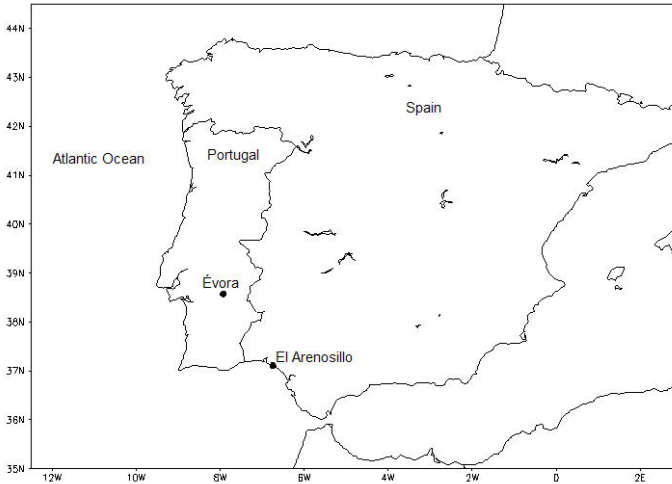 44N
43N
Spain
42N
Portugal
Atlantic Ocean
41N
40N
39N
Évora
38N
El Arenosillo
37N
36N
35N
12W 10W 8W 6W 4W 2W 0 2E